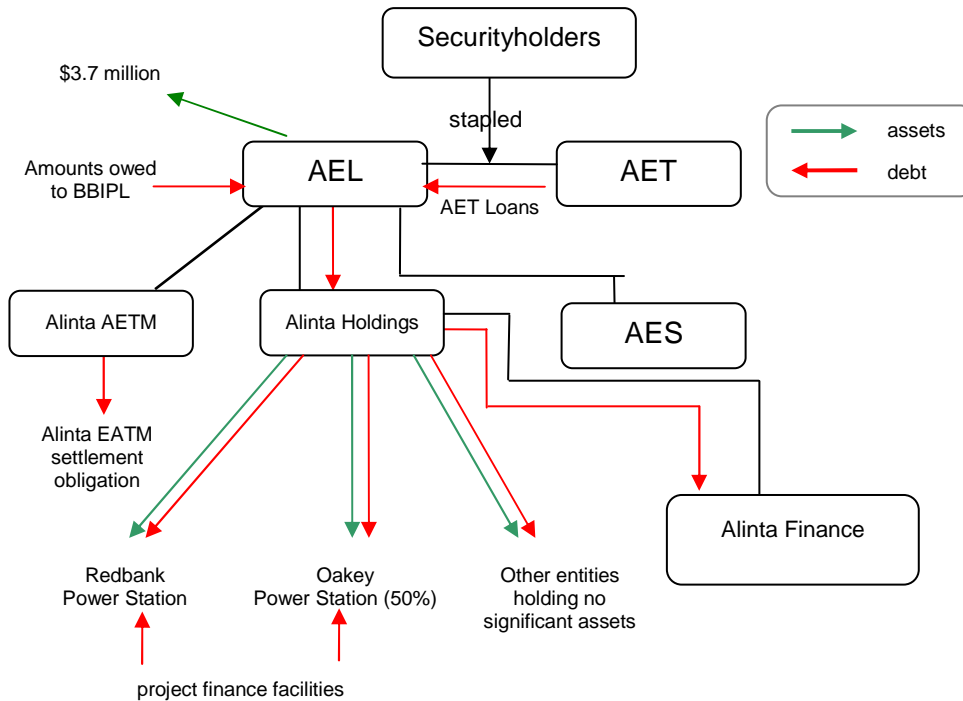 Securityholders
$3.7 million
stapled
assets
debt
AEL
AET
Amounts owed
to BBIPL
AET Loans
Alinta AETM
Alinta Holdings
AES
Alinta EATM
settlement
obligation
Alinta Finance
Redbank
Power Station
Oakey
Power Station (50%)
Other entities
holding no
significant assets
project finance facilities